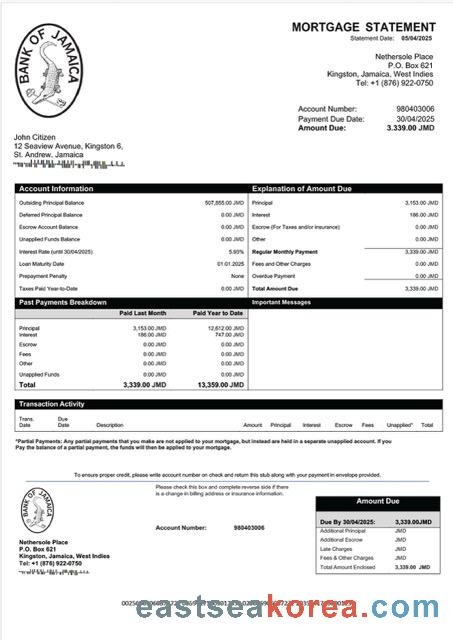 BANK OF JAMAICA
MORTGAGE STATEMENT
Statement Date: 05/04/2025
Nethersole Place
P.O. Box 621
Kingston, Jamaica, West Indies
Tel: +1 (876) 922-0750
Account Number: 980403006
Payment Due Date: 30/04/2025
Amount Due: 3.339.00 JMD
John Citizen
12 Seaview Avenue, Kingston 6,
St. Andrew, Jamaica
Account Information
Outsiding Principal Balance 507,855.00 JMD
Deferred Principal Balance 0.00 JMD
Escrow Account Balance 0.00 JMD
Unapplied Funds Balance 0.00 JMD
Interest Rate (until 30/04/2025) 5.93%
Loan Maturity Date 01.01.2025
Prepayment Penalty None
Taxes Paid Year-to-Date 0.00 JMD
Explanation of Amount Due
Principal 3,153.00 JMD
Interest 186.00 JMD
Escrow (For Taxes and/or insurance) 0.00 JMD
Other 0.00 JMD
Regular Monthly Payment 3,339.00 JMD
Fees and Other Charges 0.00 JMD
Overdue Payment 0.00 JMD
Total Amount Due 3,339.00 JMD
Past Payments Breakdown
Paid Last Month Paid Year to Date
Principal 3,153.00 JMD 12,612.00 JMD
Interest 186.00 JMD 747.00 JMD
Escrow 0.00 JMD 0.00 JMD
Fees 0.00 JMD 0.00 JMD
Other 0.00 JMD 0.00 JMD
Unapplied Funds 0.00 JMD 0.00 JMD
Total 3,339.00 JMD 13,359.00 JMD
Important Messages
Transaction Activity
Trans. Date Due Date Description Amount Principal Interest Escrow Fees Unapplied* Total
*Partial Payments: Any partial payments that you make are not applied to your mortgage, but instead are held in a separate unapplied account. If you
Pay the balance of a partial payment, the funds will then be applied to your mortgage.
To ensure proper credit, please write account number on check and return this stub along with your payment in envelope provided.
BANK OF JAMAICA
Please check this box and complete reverse side if there
is a change in billing address or insurance information.
Account Number: 980403006
Nethersole Place
P.O. Box 621
Kingston, Jamaica, West Indies
Tel: +1 (876) 922-0750
Amount Due
Due By 30/04/2025: 3,339.00JMD
Additional Principal JMD
Additional Escrow JMD
Late Charges JMD
Fees & Other Charges JMD
Total Amount Enclosed 3,339.00 JMD
eastseakorea.com